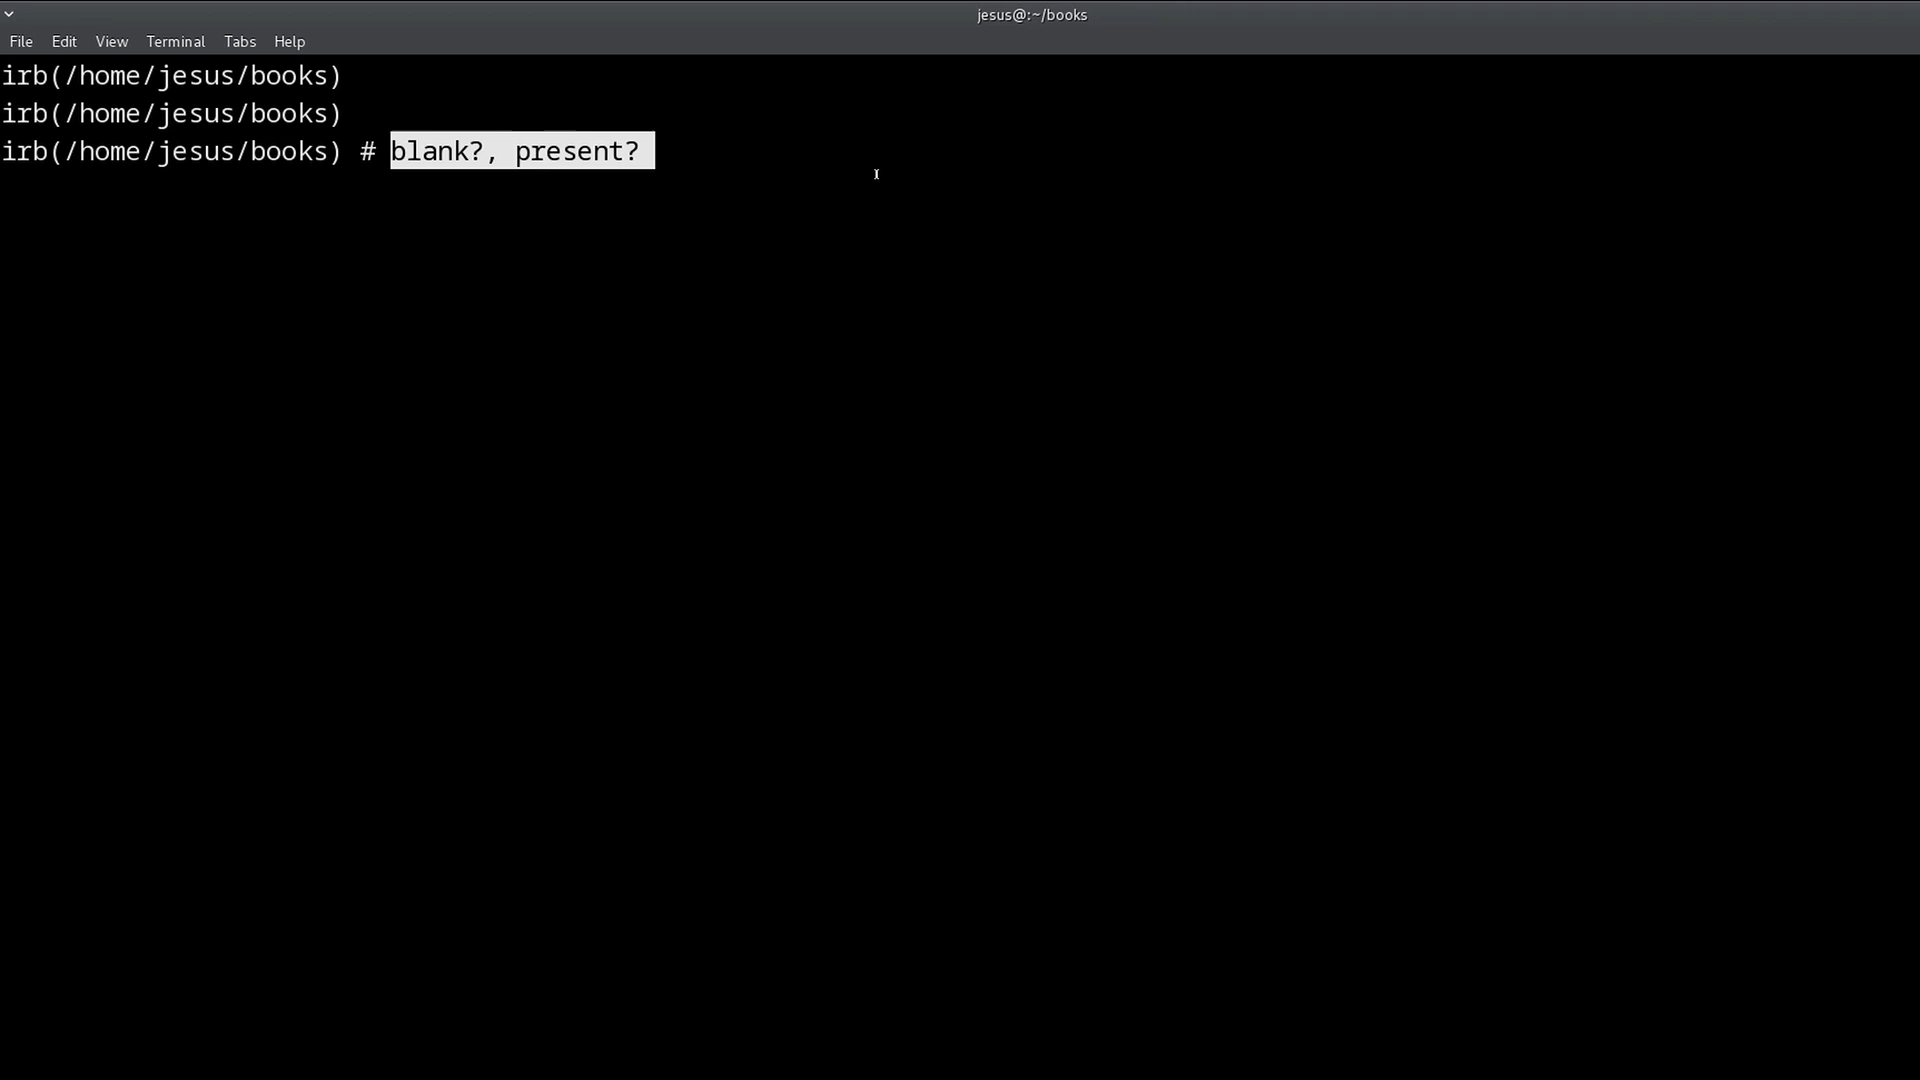 jesus@:~/books
File Edit View Terminal Tabs Help
irb(/home/jesus/books)
irb(/home/jesus/books)
irb(/home/jesus/books) # blank?, present?